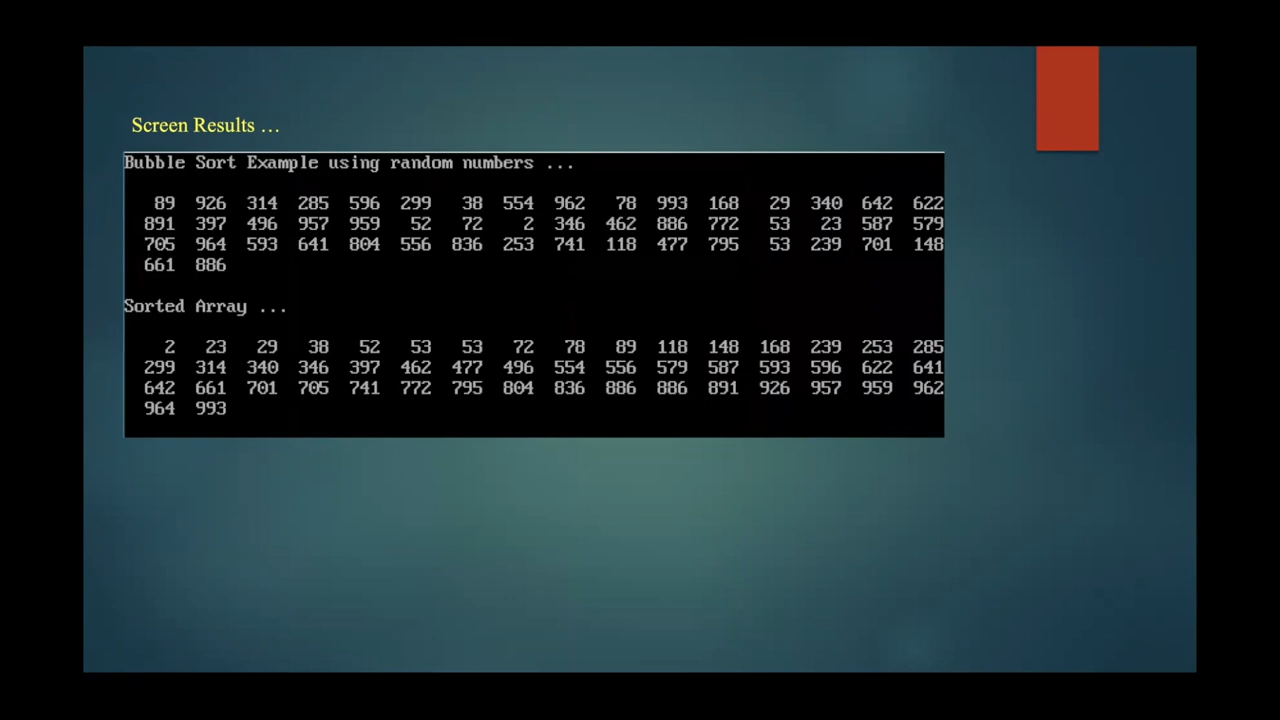 Screen Results …
Bubble Sort Example using random numbers ...
89 926 314 285 596 299 38 554 962 78 993 168 29 340 642 622
891 397 496 957 959 52 72 2 346 462 886 772 53 23 587 579
705 964 593 641 804 556 836 253 741 118 477 795 53 239 701 148
661 886
Sorted Array ...
2 23 29 38 52 53 53 72 78 89 118 148 168 239 253 285
299 314 340 346 397 462 477 496 554 556 579 587 593 596 622 641
642 661 701 705 741 772 795 804 836 886 886 891 926 957 959 962
964 993